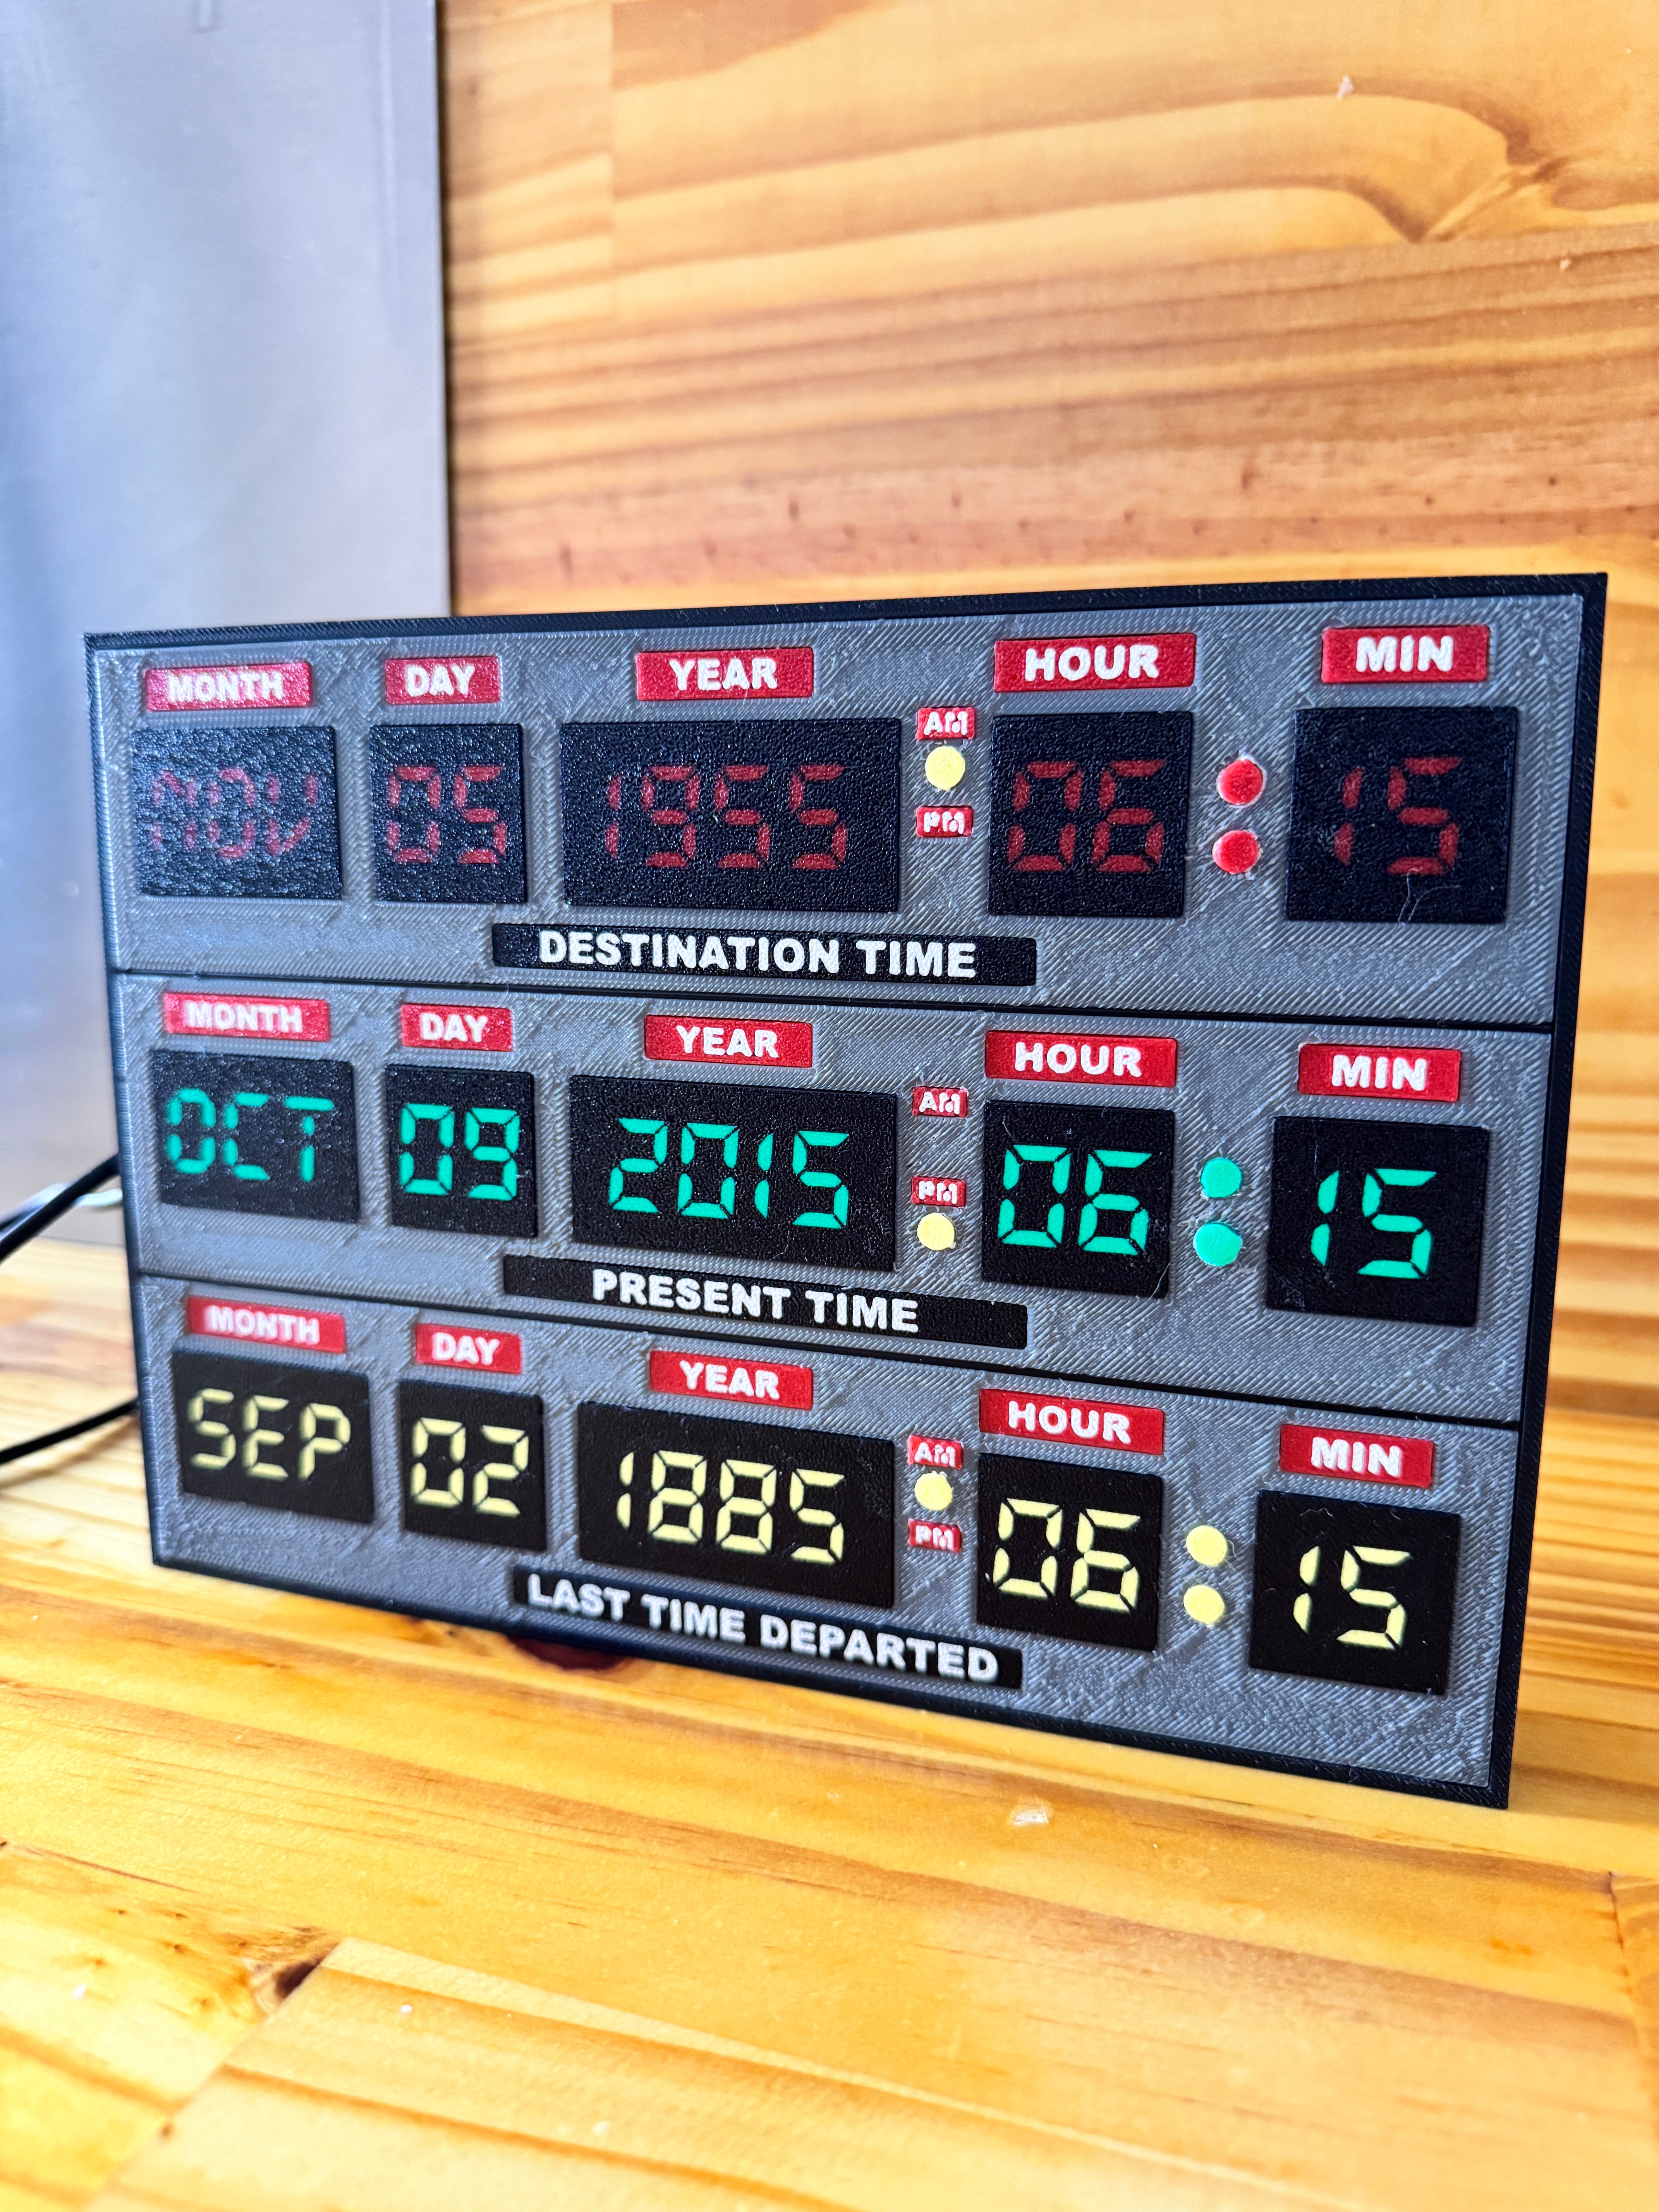 MONTH DAY YEAR HOUR MIN
AM
NOV 05 1955 06 15
PM
DESTINATION TIME
MONTH DAY YEAR HOUR MIN
AM
OCT 09 2015 06 15
PM
PRESENT TIME
MONTH DAY YEAR HOUR MIN
AM
SEP 02 1885 06 15
PM
LAST TIME DEPARTED